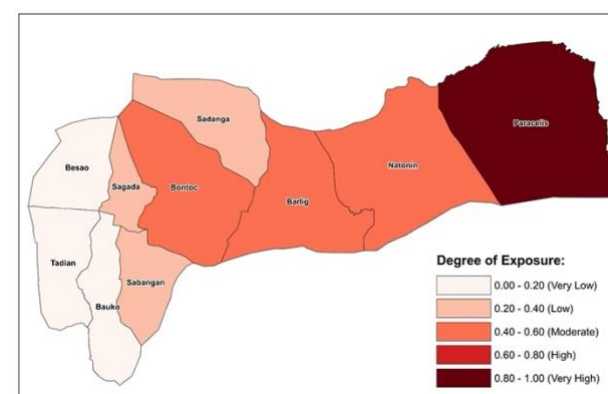 Sadanga
Paracelis
Besao
Natonin
Sagada
Bontoc
Barlig
Tadian
Sabangan
Bauko
Degree of Exposure:
0.00 - 0.20 (Very Low)
0.20 - 0.40 (Low)
0.40 - 0.60 (Moderate)
0.60 - 0.80 (High)
0.80 - 1.00 (Very High)